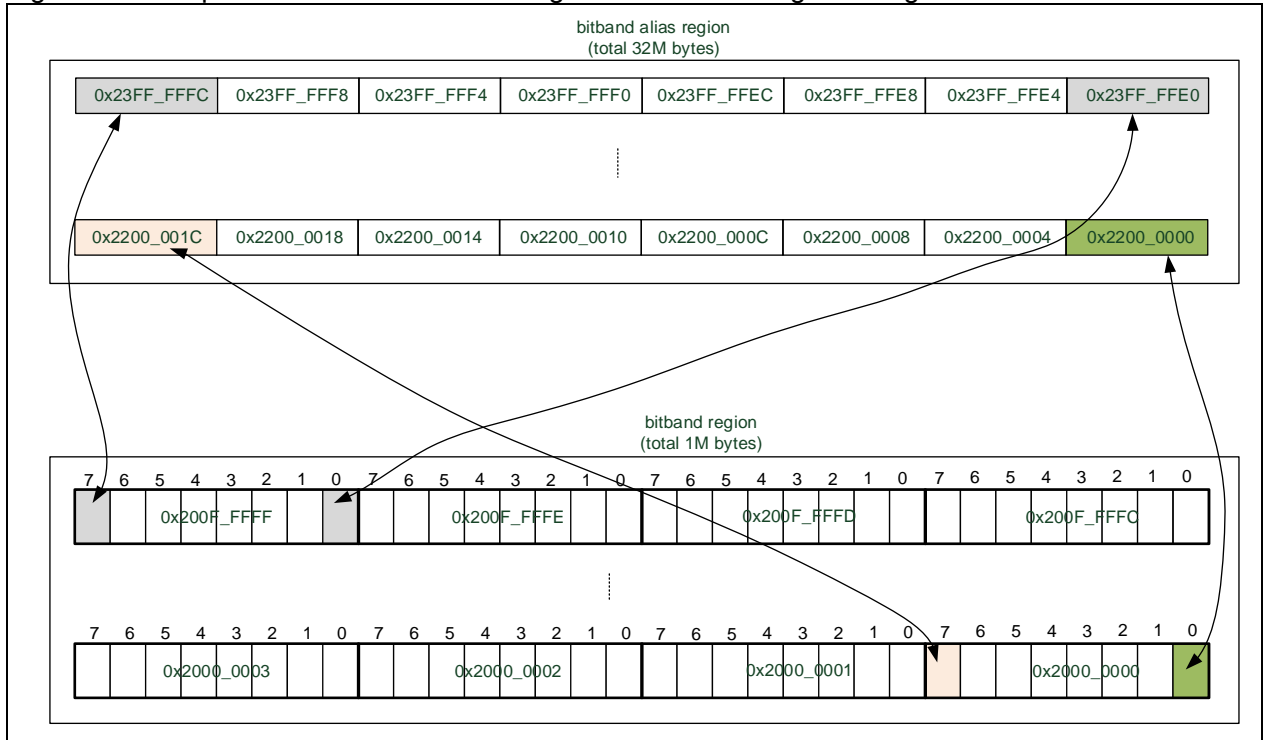 bitband alias region
(total 32M bytes)
0x23FF_FFFC 0x23FF_FFF8 0x23FF_FFF4 0x23FF_FFF0 0x23FF_FFEC 0x23FF_FFE8 0x23FF_FFE4 0x23FF_FFE0
0x2200_001C 0x2200_0018 0x2200_0014 0x2200_0010 0x2200_000C 0x2200_0008 0x2200_0004 0x2200_0000
bitband region
(total 1M bytes)
7 6 5 4 3 2 1 0 7 6 5 4 3 2 1 0 7 6 5 4 3 2 1 0 7 6 5 4 3 2 1 0
0x200F_FFFF 0x200F_FFFE 0x200F_FFFD 0x200F_FFFC
7 6 5 4 3 2 1 0 7 6 5 4 3 2 1 0 7 6 5 4 3 2 1 0 7 6 5 4 3 2 1 0
0x2000_0003 0x2000_0002 0x2000_0001 0x2000_0000